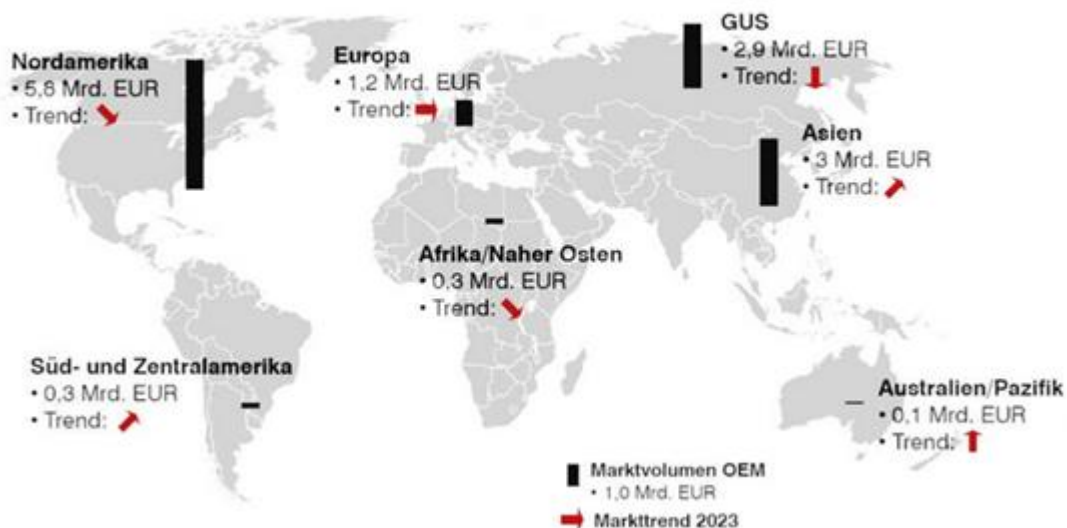 Nordamerika
• 5,8 Mrd. EUR
• Trend:
Europa
• 1,2 Mrd. EUR
• Trend:
GUS
• 2,9 Mrd. EUR
• Trend:
Asien
• 3 Mrd. EUR
• Trend:
Afrika/Naher Osten
• 0,3 Mrd. EUR
• Trend:
Süd- und Zentralamerika
• 0,3 Mrd. EUR
• Trend:
Australien/Pazifik
• 0,1 Mrd. EUR
• Trend:
Marktvolumen OEM
• 1,0 Mrd. EUR
Markttrend 2023